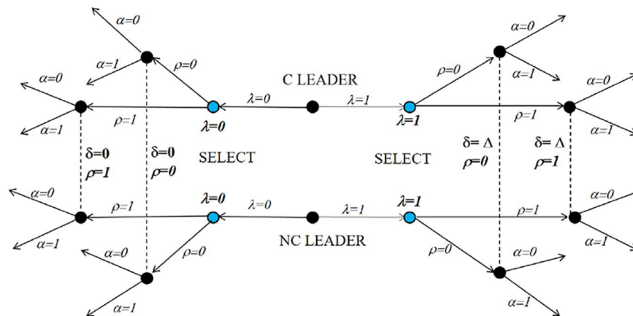 α=0
α=0
α=1
ρ=0
ρ=0
α=1
α=0
α=0
C LEADER
λ=0
λ=1
α=1
ρ=1
λ=0
λ=1
ρ=1
α=1
δ=0
ρ=1
δ=0
ρ=0
SELECT
SELECT
δ= Δ
ρ=0
δ= Δ
ρ=1
λ=0
λ=1
α=0
ρ=1
λ=0
λ=1
ρ=1
α=0
α=1
α=0
ρ=0
NC LEADER
ρ=0
α=0
α=1
α=1
α=1